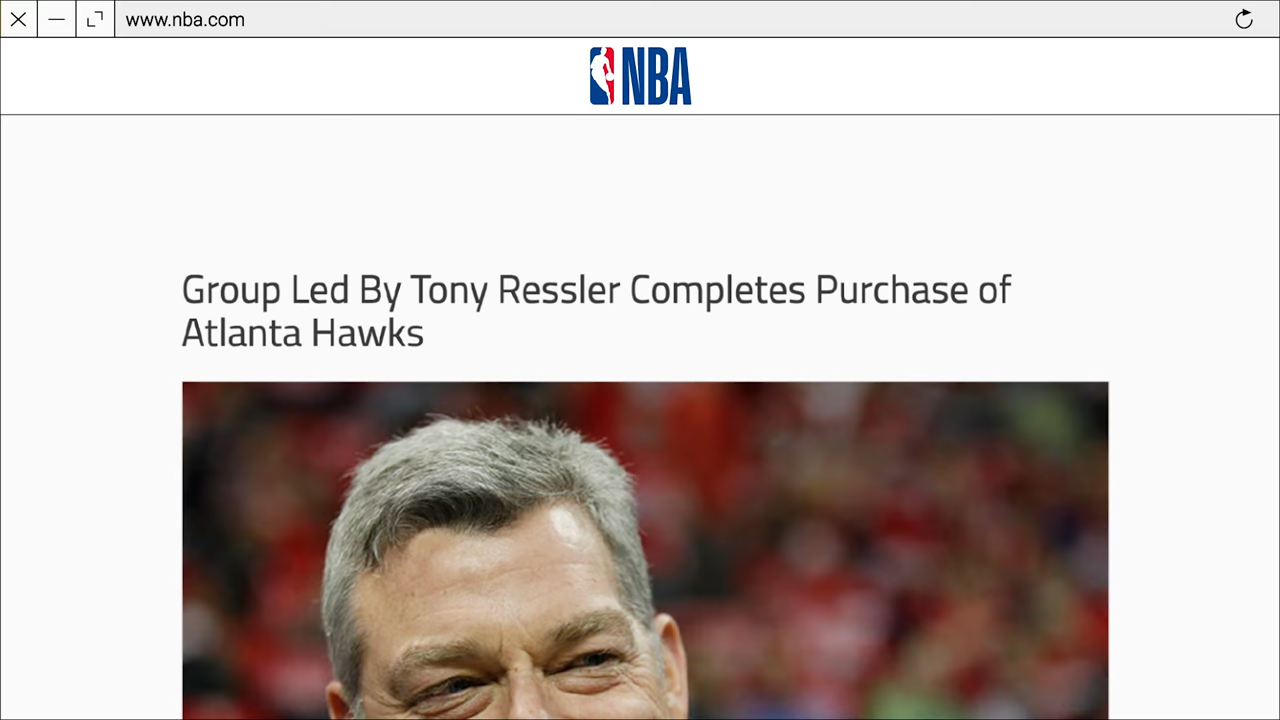 www.nba.com
NBA
Group Led By Tony Ressler Completes Purchase of
Atlanta Hawks